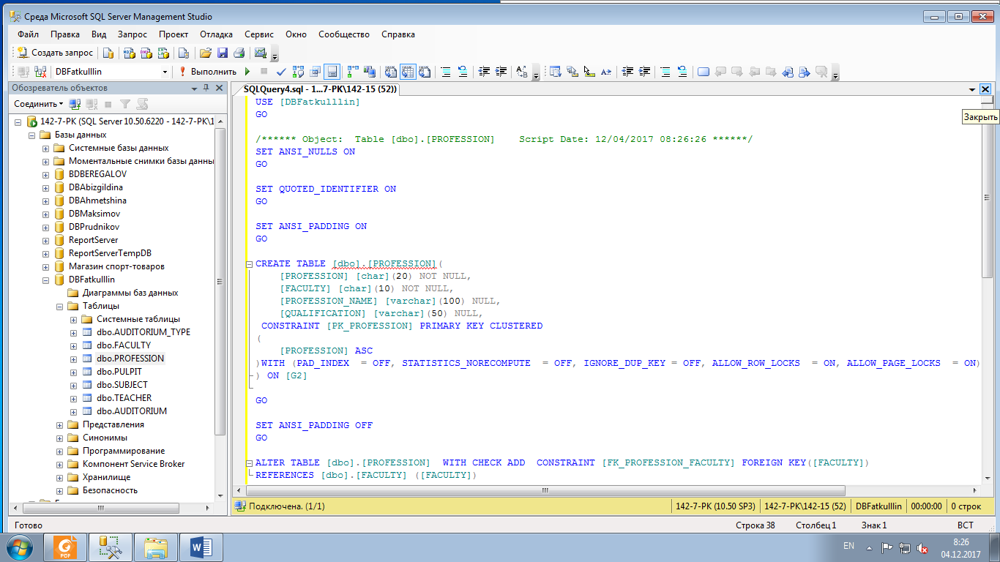 Среда Microsoft SQL Server Management Studio
Файл Правка Вид Запрос Проект Отладка Сервис Окно Сообщество Справка
Создать запрос
DBFatkulllin Выполнить
Обозреватель объектов
Соединить
142-7-PK (SQL Server 10.50.6220 - 142-7-PK\1
Базы данных
Системные базы данных
Моментальные снимки базы данны
BDBEREGALOV
DBAbizgildina
DBAhmetshina
DBMaksimov
DBPrudnikov
ReportServer
ReportServerTempDB
Магазин спорт-товаров
DBFatkulllin
Диаграммы баз данных
Таблицы
Системные таблицы
dbo.AUDITORIUM_TYPE
dbo.FACULTY
dbo.PROFESSION
dbo.PULPIT
dbo.SUBJECT
dbo.TEACHER
dbo.AUDITORIUM
Представления
Синонимы
Программирование
Компонент Service Broker
Хранилище
Безопасность
SQLQuery4.sql - 1...7-PK\142-15 (52))
Закрыть
USE [DBFatkulllin]
GO
/****** Object:  Table [dbo].[PROFESSION]    Script Date: 12/04/2017 08:26:26 ******/
SET ANSI_NULLS ON
GO
SET QUOTED_IDENTIFIER ON
GO
SET ANSI_PADDING ON
GO
CREATE TABLE [dbo].[PROFESSION](
[PROFESSION] [char](20) NOT NULL,
[FACULTY] [char](10) NOT NULL,
[PROFESSION_NAME] [varchar](100) NULL,
[QUALIFICATION] [varchar](50) NULL,
CONSTRAINT [PK_PROFESSION] PRIMARY KEY CLUSTERED
(
[PROFESSION] ASC
)WITH (PAD_INDEX  = OFF, STATISTICS_NORECOMPUTE  = OFF, IGNORE_DUP_KEY = OFF, ALLOW_ROW_LOCKS  = ON, ALLOW_PAGE_LOCKS  = ON)
) ON [G2]
GO
SET ANSI_PADDING OFF
GO
ALTER TABLE [dbo].[PROFESSION]  WITH CHECK ADD  CONSTRAINT [FK_PROFESSION_FACULTY] FOREIGN KEY([FACULTY])
REFERENCES [dbo].[FACULTY] ([FACULTY])
Подключена. (1/1) 142-7-PK (10.50 SP3) 142-7-PK\142-15 (52) DBFatkulllin 00:00:00 0 строк
Готово Строка 38 Столбец 1 Знак 1 ВСТ
PDF
EN
8:26
04.12.2017